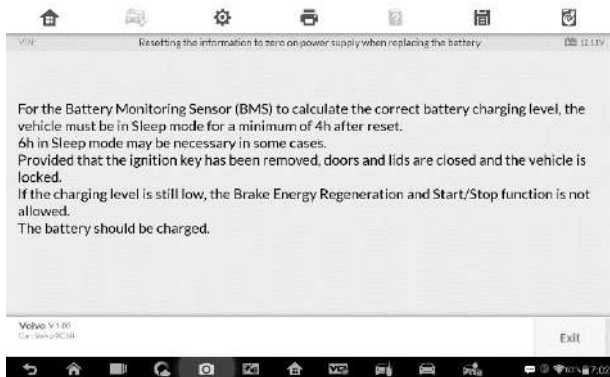 VIN
Resetting the information to zero on power supply when replacing the battery
For the Battery Monitoring Sensor (BMS) to calculate the correct battery charging level, the
vehicle must be in Sleep mode for a minimum of 4h after reset.
6h in Sleep mode may be necessary in some cases.
Provided that the ignition key has been removed, doors and lids are closed and the vehicle is
locked.
If the charging level is still low, the Brake Energy Regeneration and Start/Stop function is not
allowed.
The battery should be charged.
Volvo
Exit
VCI
7:02